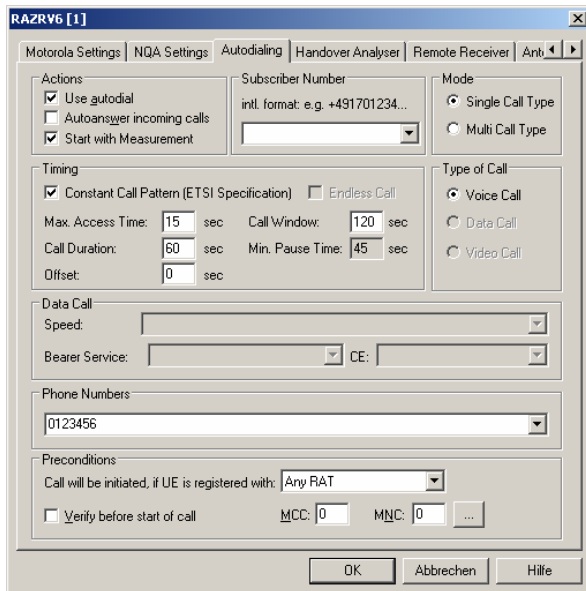 RAZRV6 [1]
Motorola Settings NQA Settings Autodialing Handover Analyser Remote Receiver
Actions
Use autodial
Autoanswer incoming calls
Start with Measurement
Subscriber Number
intl. format: e.g. +491701234...
Mode
Single Call Type
Multi Call Type
Timing
Constant Call Pattern (ETSI Specification) Endless Call
Max. Access Time: 15 sec Call Window: 120 sec
Call Duration: 60 sec Min. Pause Time: 45 sec
Offset: 0 sec
Type of Call
Voice Call
Data Call
Video Call
Data Call
Speed:
Bearer Service: CE:
Phone Numbers
0123456
Preconditions
Call will be initiated, if UE is registered with: Any RAT
Verify before start of call MCC: 0 MNC: 0 ...
OK Abbrechen Hilfe